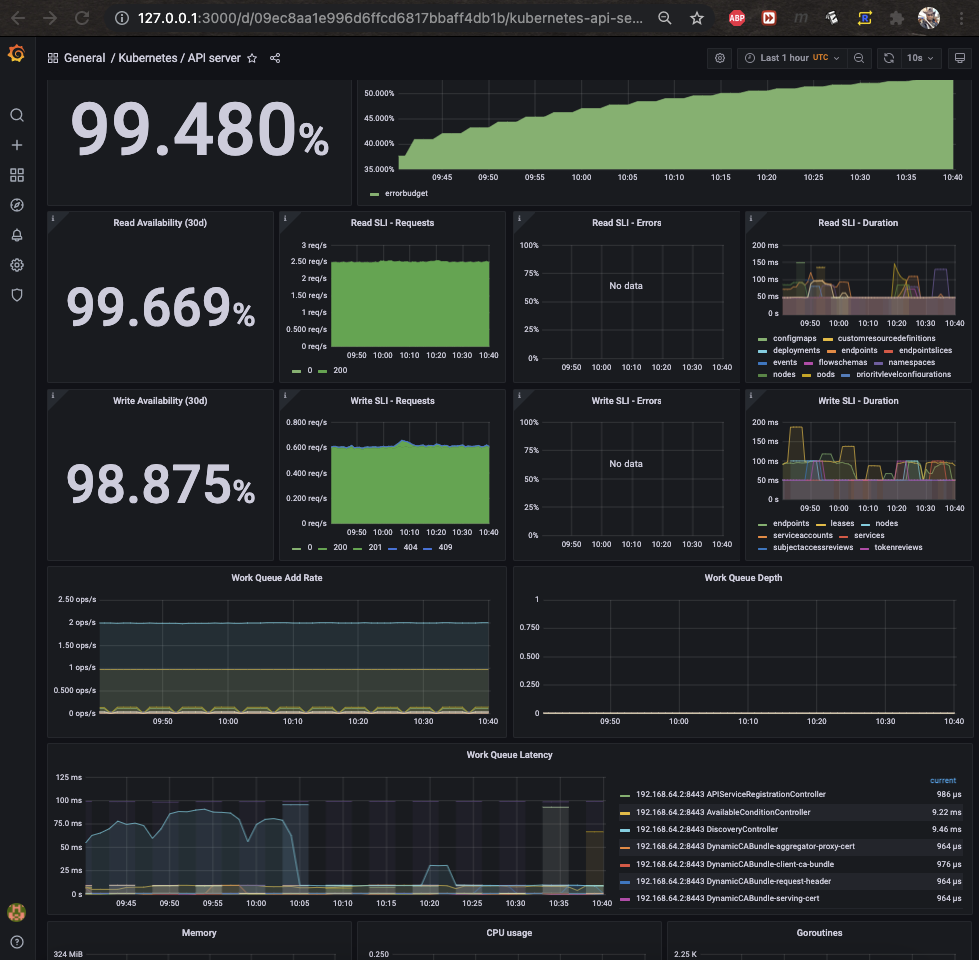 127.0.0.1:3000/d/09ec8aa1e996d6ffcd6817bbaff4db1b/kubernetes-api-se...
ABP
General / Kubernetes / API server
Last 1 hour UTC
10s
99.480%
50.000%
45.000%
40.000%
35.000%
09:45 09:50 09:55 10:00 10:05 10:10 10:15 10:20 10:25 10:30 10:35 10:40
errorbudget
Read Availability (30d)
99.669%
Read SLI - Requests
3 req/s
2.50 req/s
2 req/s
1.50 req/s
1 req/s
0.500 req/s
0 req/s
09:50 10:00 10:10 10:20 10:30 10:40
0 200
Read SLI - Errors
100%
75%
50%
25%
0%
No data
09:50 10:00 10:10 10:20 10:30 10:40
Read SLI - Duration
200 ms
150 ms
100 ms
50 ms
0 s
09:50 10:00 10:10 10:20 10:30 10:40
configmaps customresourcedefinitions
deployments endpoints endpointslices
events flowschemas namespaces
nodes pods prioritylevelconfigurations
Write Availability (30d)
98.875%
Write SLI - Requests
0.800 req/s
0.600 req/s
0.400 req/s
0.200 req/s
0 req/s
09:50 10:00 10:10 10:20 10:30 10:40
0 200 201 404 409
Write SLI - Errors
100%
75%
50%
25%
0%
No data
09:50 10:00 10:10 10:20 10:30 10:40
Write SLI - Duration
200 ms
150 ms
100 ms
50 ms
0 s
09:50 10:00 10:10 10:20 10:30 10:40
endpoints leases nodes
serviceaccounts services
subjectaccessreviews tokenreviews
Work Queue Add Rate
2.50 ops/s
2 ops/s
1.50 ops/s
1 ops/s
0.500 ops/s
0 ops/s
09:50 10:00 10:10 10:20 10:30 10:40
Work Queue Depth
1
0.750
0.500
0.250
0
09:50 10:00 10:10 10:20 10:30 10:40
Work Queue Latency
125 ms
100 ms
75.0 ms
50 ms
25 ms
0 s
09:45 09:50 09:55 10:00 10:05 10:10 10:15 10:20 10:25 10:30 10:35 10:40
current
192.168.64.2:8443 APIServiceRegistrationController 986 µs
192.168.64.2:8443 AvailableConditionController 9.22 ms
192.168.64.2:8443 DiscoveryController 9.46 ms
192.168.64.2:8443 DynamicCABundle-aggregator-proxy-cert 964 µs
192.168.64.2:8443 DynamicCABundle-client-ca-bundle 976 µs
192.168.64.2:8443 DynamicCABundle-request-header 964 µs
192.168.64.2:8443 DynamicCABundle-serving-cert 964 µs
Memory
324 MiB
CPU usage
0.250
Goroutines
2.25 K